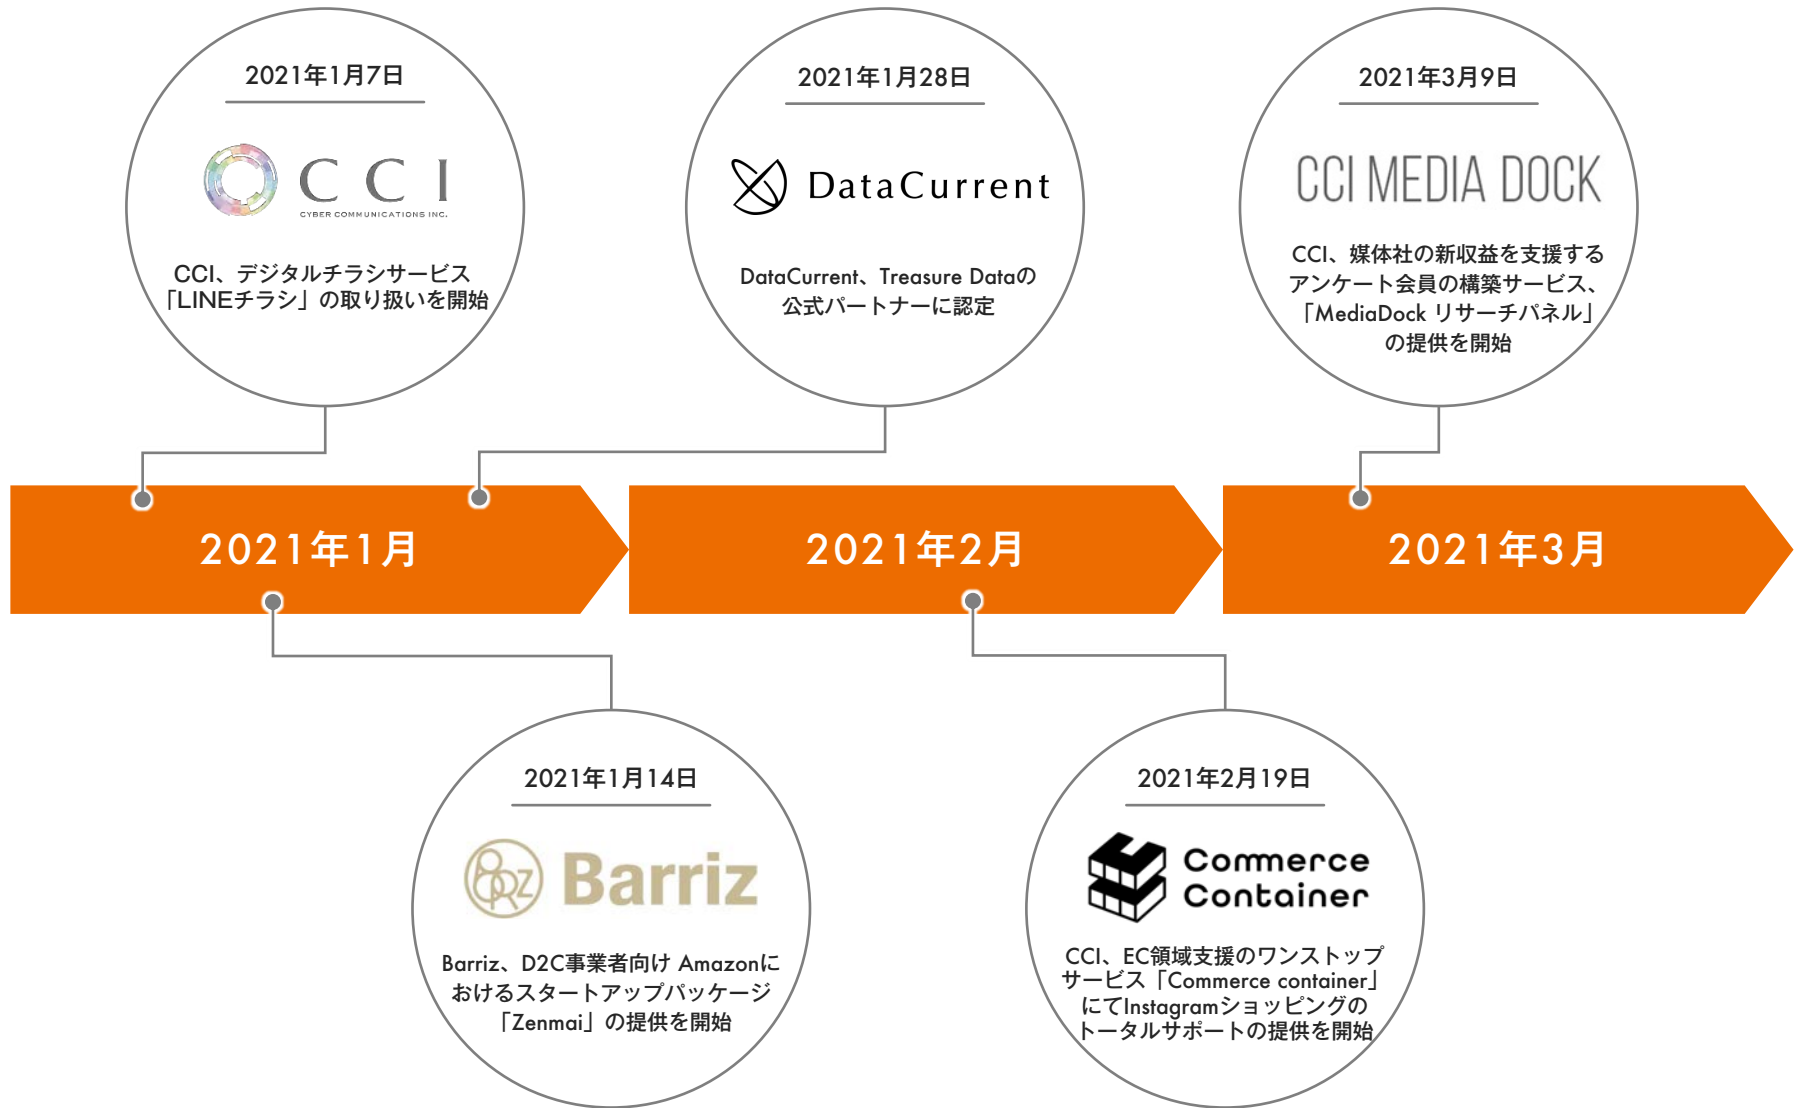 2021年1月7日
CCI
CYBER COMMUNICATIONS INC.
CCI、デジタルチラシサービス
「LINEチラシ」の取り扱いを開始
2021年1月28日
DataCurrent
DataCurrent、Treasure Dataの
公式パートナーに認定
2021年3月9日
CCI MEDIA DOCK
CCI、媒体社の新収益を支援する
アンケート会員の構築サービス、
「MediaDock リサーチパネル」
の提供を開始
2021年1月
2021年2月
2021年3月
2021年1月14日
BRZ
Barriz
Barriz、D2C事業者向け Amazonに
おけるスタートアップパッケージ
「Zenmai」の提供を開始
2021年2月19日
Commerce
Container
CCI、EC領域支援のワンストップ
サービス「Commerce container」
にてInstagramショッピングの
トータルサポートの提供を開始